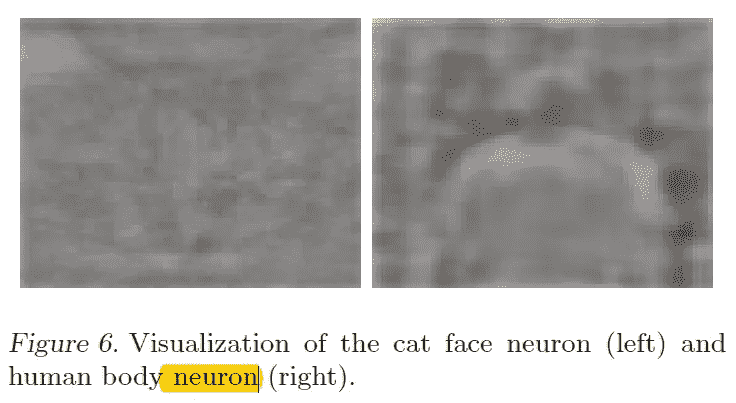 Figure 6. Visualization of the cat face neuron (left) and
human body neuron (right).